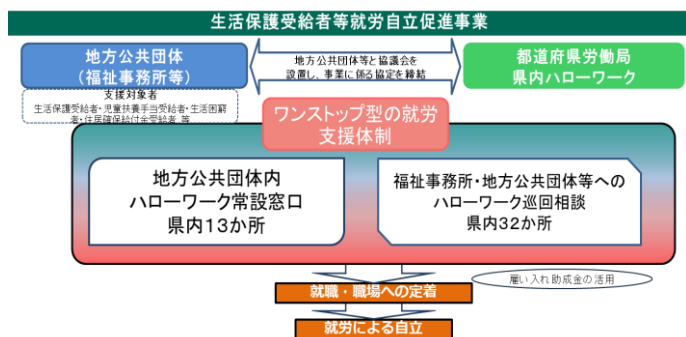 生活保護受給者等就労自立促進事業
地方公共団体
(福祉事務所等)
地方公共団体等と協議会を
設置し、事業に係る協定を締結
都道府県労働局
県内ハローワーク
支援対象者
生活保護受給者・児童扶養手当受給者・生活困窮
者・住居確保給付金受給者 等
ワンストップ型の就労
支援体制
地方公共団体内
ハローワーク常設窓口
県内13か所
福祉事務所・地方公共団体等への
ハローワーク巡回相談
県内32か所
就職・職場への定着
雇い入れ助成金の活用
就労による自立